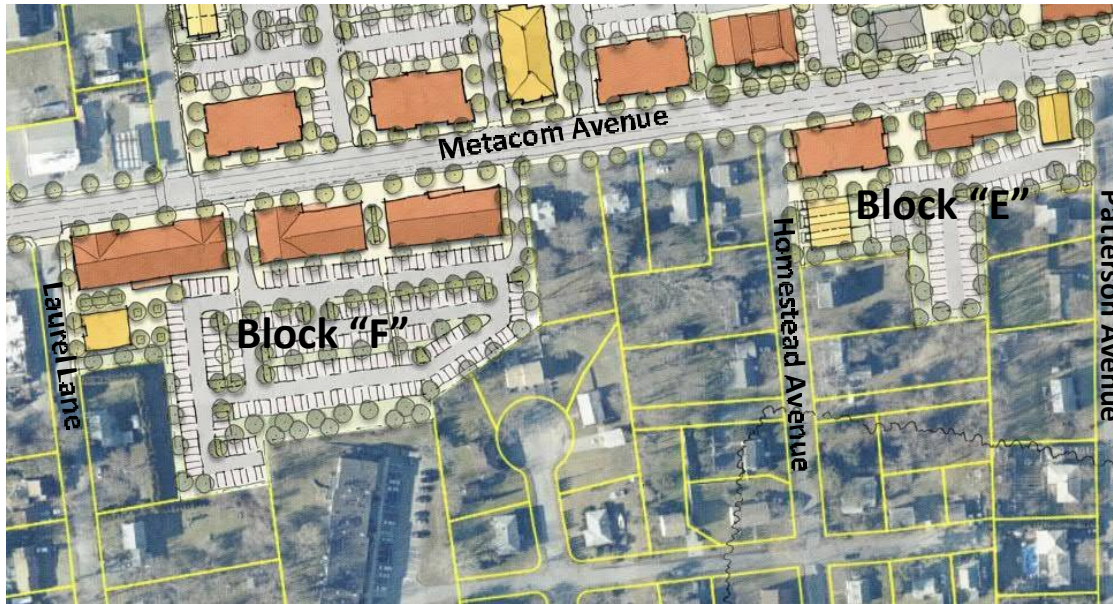 Metacom Avenue
Block “E”
Patterson Avenue
Homestead Avenue
Laurel Lane
Block “F”